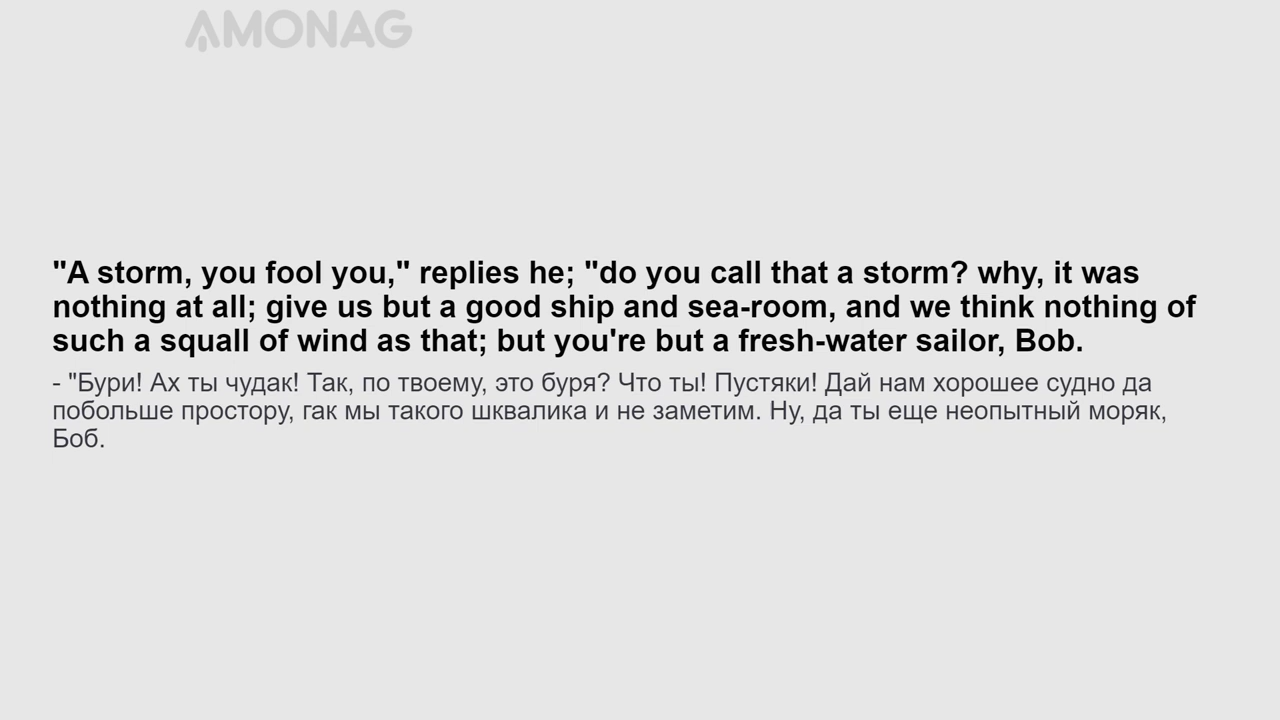 AMONAG
"A storm, you fool you," replies he; "do you call that a storm? why, it was
nothing at all; give us but a good ship and sea-room, and we think nothing of
such a squall of wind as that; but you're but a fresh-water sailor, Bob.
- "Бури! Ах ты чудак! Так, по твоему, это буря? Что ты! Пустяки! Дай нам хорошее судно да
побольше простору, гак мы такого шквалика и не заметим. Ну, да ты еще неопытный моряк,
Боб.